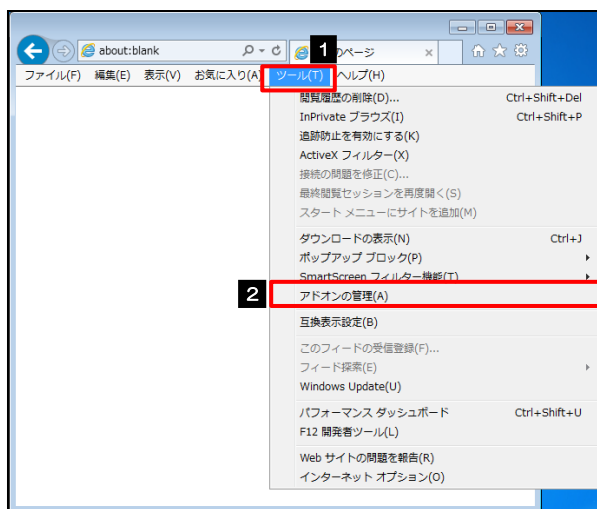 1
about:blank
のページ
ファイル(F) 編集(E) 表示(V) お気に入り(A) ツール(T) ヘルプ(H)
閲覧履歴の削除(D)... Ctrl+Shift+Del
InPrivate ブラウズ(I) Ctrl+Shift+P
追跡防止を有効にする(K)
ActiveX フィルター(X)
接続の問題を修正(C)...
最終閲覧セッションを再度開く(S)
スタート メニューにサイトを追加(M)
ダウンロードの表示(N) Ctrl+J
ポップアップ ブロック(P)
SmartScreen フィルター機能(T)
2
アドオンの管理(A)
互換表示設定(B)
このフィードの受信登録(F)...
フィード探索(E)
Windows Update(U)
パフォーマンス ダッシュボード Ctrl+Shift+U
F12 開発者ツール(L)
Web サイトの問題を報告(R)
インターネット オプション(O)